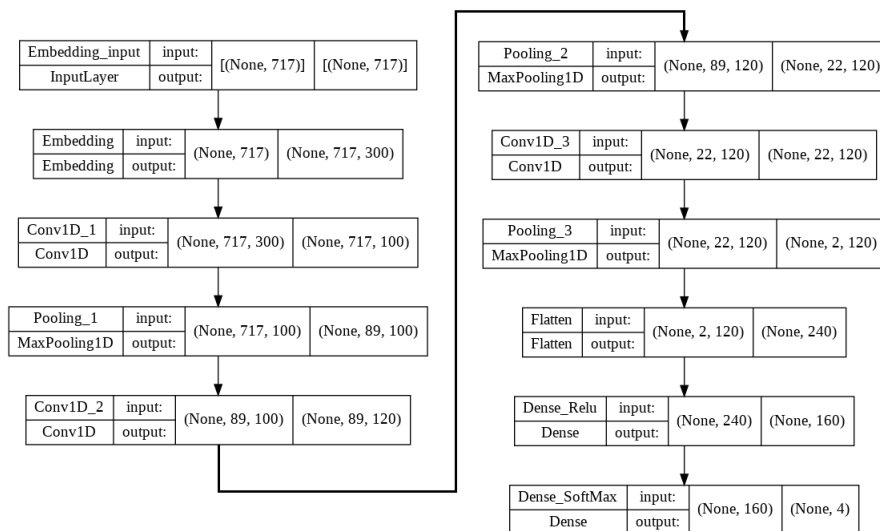 Embedding_input input: [(None, 717)] [(None, 717)]
InputLayer output:
Embedding input: (None, 717) (None, 717, 300)
Embedding output:
Conv1D_1 input: (None, 717, 300) (None, 717, 100)
Conv1D output:
Pooling_1 input: (None, 717, 100) (None, 89, 100)
MaxPooling1D output:
Conv1D_2 input: (None, 89, 100) (None, 89, 120)
Conv1D output:
Pooling_2 input: (None, 89, 120) (None, 22, 120)
MaxPooling1D output:
Conv1D_3 input: (None, 22, 120) (None, 22, 120)
Conv1D output:
Pooling_3 input: (None, 22, 120) (None, 2, 120)
MaxPooling1D output:
Flatten input: (None, 2, 120) (None, 240)
Flatten output:
Dense_Relu input: (None, 240) (None, 160)
Dense output:
Dense_SoftMax input: (None, 160) (None, 4)
Dense output: